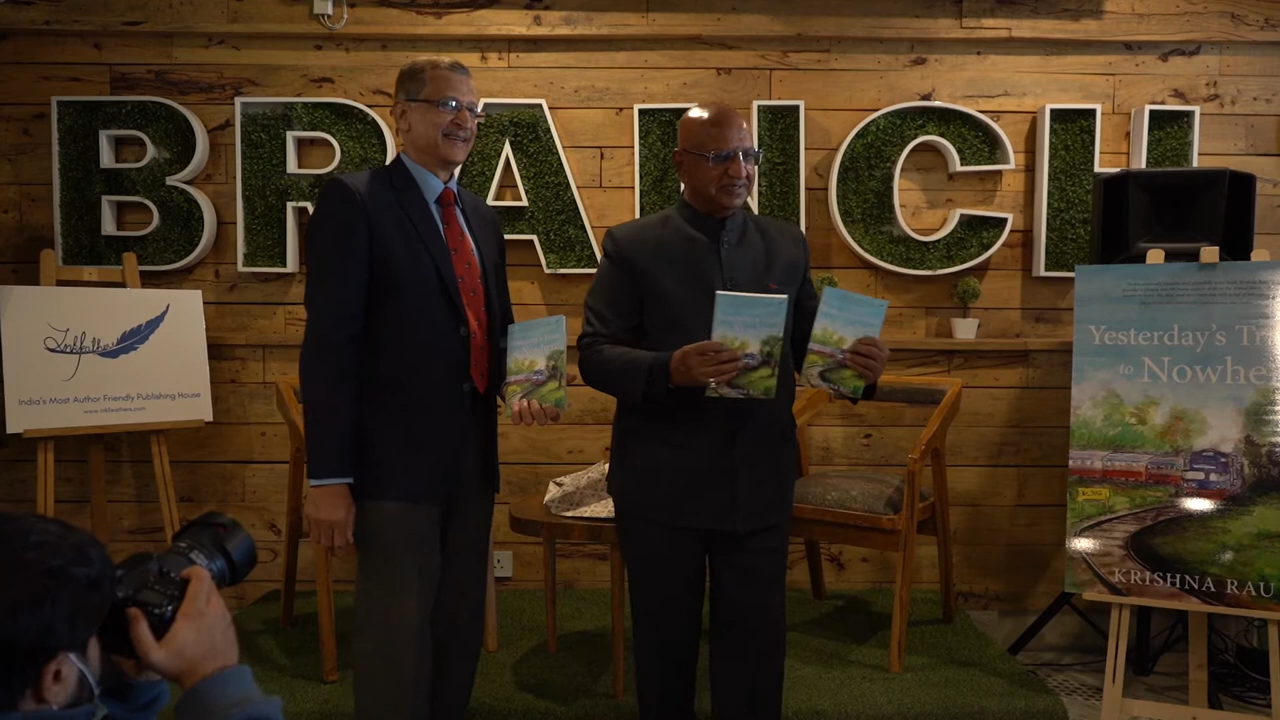 BRANCH
Inkfeathers
India's Most Author Friendly Publishing House
www.inkfeathers.com
Yesterday's Tra
to Nowhe
KRISHNA RAU